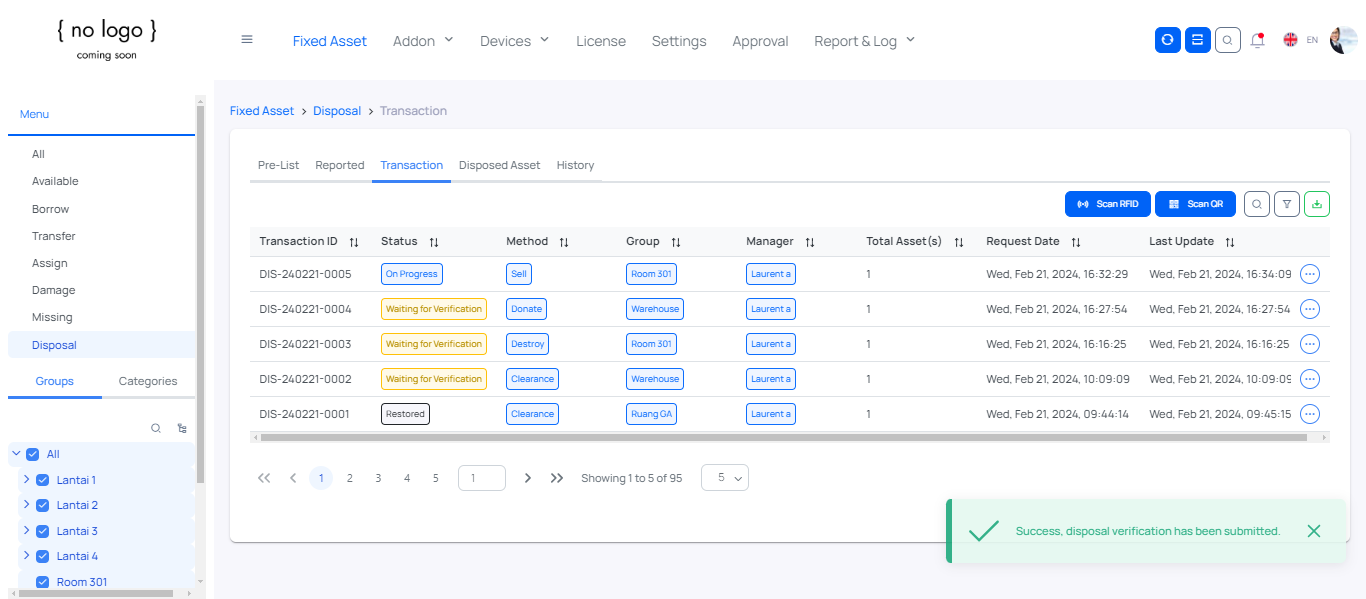 { no logo }
coming soon
Fixed Asset Addon Devices License Settings Approval Report & Log EN
Menu
All
Available
Borrow
Transfer
Assign
Damage
Missing
Disposal
Groups Categories
All
Lantai 1
Lantai 2
Lantai 3
Lantai 4
Room 301
Fixed Asset > Disposal > Transaction
Pre-List Reported Transaction Disposed Asset History
Scan RFID Scan QR
Transaction ID Status Method Group Manager Total Asset(s) Request Date Last Update
DIS-240221-0005 On Progress Sell Room 301 Laurent a 1 Wed, Feb 21, 2024, 16:32:29 Wed, Feb 21, 2024, 16:34:09
DIS-240221-0004 Waiting for Verification Donate Warehouse Laurent a 1 Wed, Feb 21, 2024, 16:27:54 Wed, Feb 21, 2024, 16:27:54
DIS-240221-0003 Waiting for Verification Destroy Room 301 Laurent a 1 Wed, Feb 21, 2024, 16:16:25 Wed, Feb 21, 2024, 16:16:25
DIS-240221-0002 Waiting for Verification Clearance Warehouse Laurent a 1 Wed, Feb 21, 2024, 10:09:09 Wed, Feb 21, 2024, 10:09:09
DIS-240221-0001 Restored Clearance Ruang GA Laurent a 1 Wed, Feb 21, 2024, 09:44:14 Wed, Feb 21, 2024, 09:45:15
1 2 3 4 5 1 Showing 1 to 5 of 95 5
Success, disposal verification has been submitted.